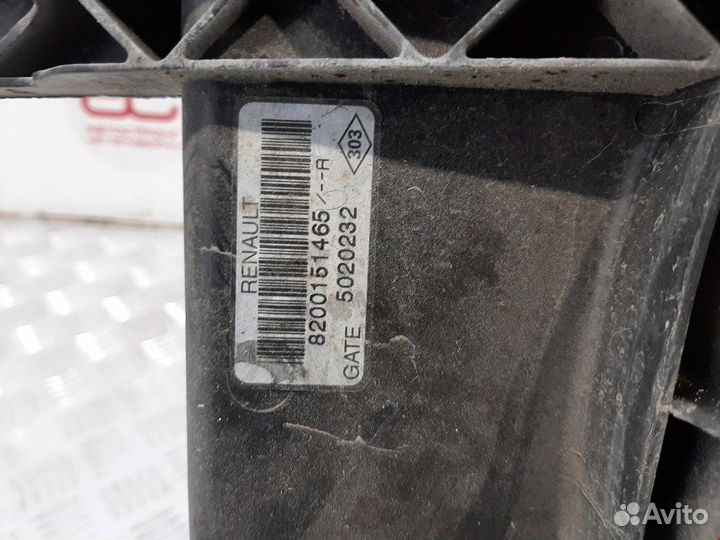 RENAULT
8200151465/--R
GATE 5020232
303
Avito